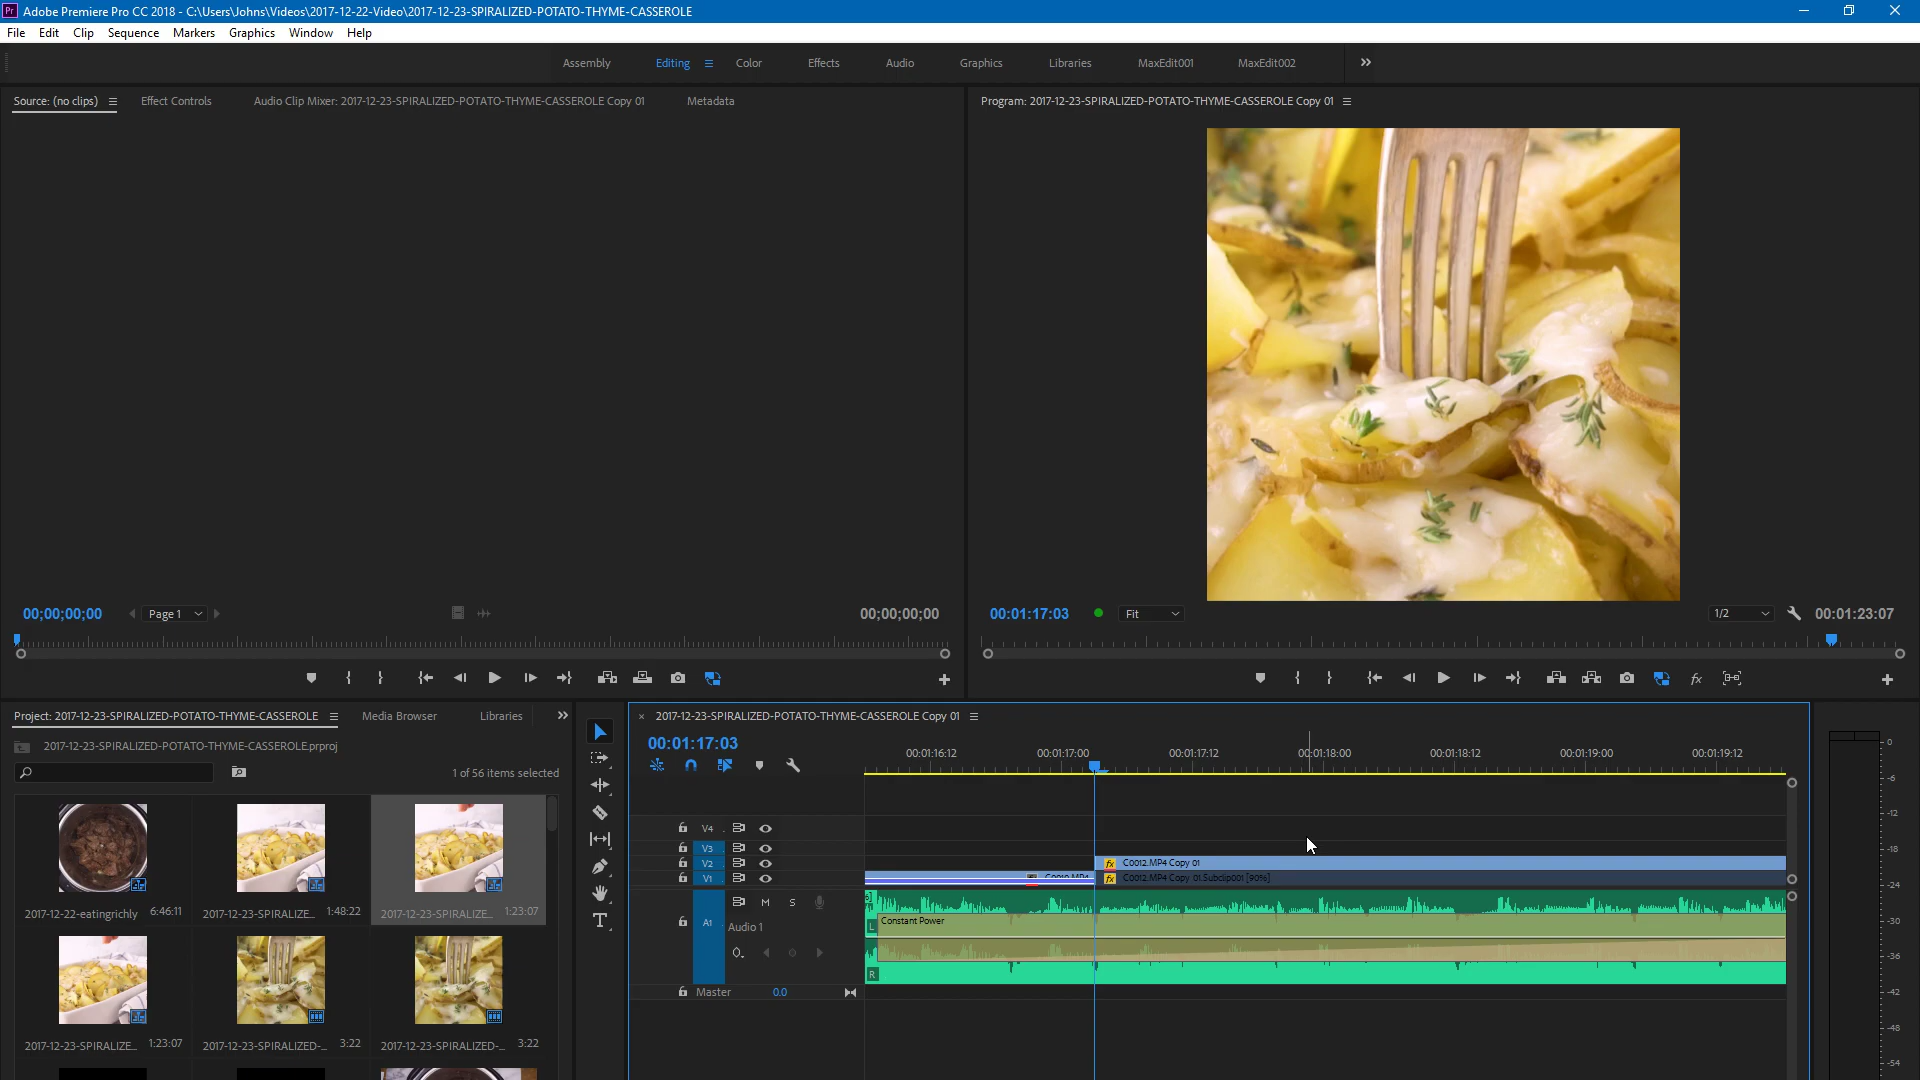 Pr Adobe Premiere Pro CC 2018 - C:\Users\Johns\Videos\2017-12-22-Video\2017-12-23-SPIRALIZED-POTATO-THYME-CASSEROLE
File Edit Clip Sequence Markers Graphics Window Help
Assembly Editing Color Effects Audio Graphics Libraries MaxEdit001 MaxEdit002
Source: (no clips) Effect Controls Audio Clip Mixer: 2017-12-23-SPIRALIZED-POTATO-THYME-CASSEROLE Copy 01 Metadata
Program: 2017-12-23-SPIRALIZED-POTATO-THYME-CASSEROLE Copy 01
00;00;00;00 Page 1 00;00;00;00
00:01:17:03 Fit 1/2 00:01:23:07
fx
Project: 2017-12-23-SPIRALIZED-POTATO-THYME-CASSEROLE Media Browser Libraries
2017-12-23-SPIRALIZED-POTATO-THYME-CASSEROLE.prproj
1 of 56 items selected
2017-12-22-eatingrichly 6:46:11 2017-12-23-SPIRALIZE... 1:48:22 2017-12-23-SPIRALIZE... 1:23:07
2017-12-23-SPIRALIZE... 1:23:07 2017-12-23-SPIRALIZED-... 3:22 2017-12-23-SPIRALIZED-... 3:22
T
2017-12-23-SPIRALIZED-POTATO-THYME-CASSEROLE Copy 01
00:01:17:03
00:01:16:12 00:01:17:00 00:01:17:12 00:01:18:00 00:01:18:12 00:01:19:00 00:01:19:12
V4
V3
V2 fx C0012.MP4 Copy 01
V1 fx C0012.MP4 Copy 01.Subclip001 [90%]
M S
A1 Audio 1 L Constant Power
R
Master 0.0
0
-6
-12
-18
-24
-30
-36
-42
-48
-54